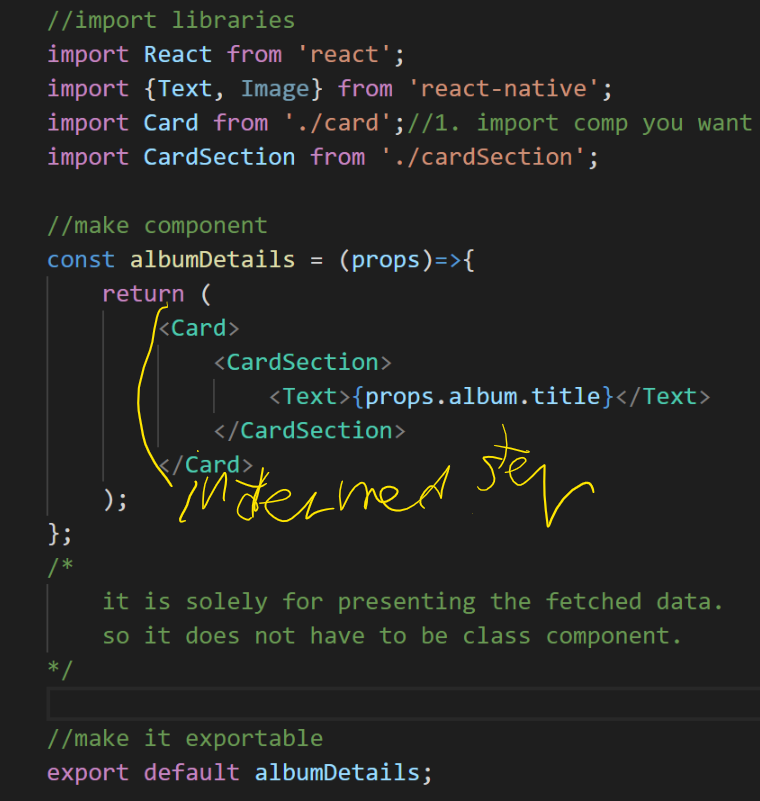 //import libraries
import React from 'react';
import {Text, Image} from 'react-native';
import Card from './card';//1. import comp you want
import CardSection from './cardSection';
//make component
const albumDetails = (props)=>{
return (
<Card>
<CardSection>
<Text>{props.album.title}</Text>
</CardSection>
</Card>
);
};
/*
it is solely for presenting the fetched data.
so it does not have to be class component.
*/
//make it exportable
export default albumDetails;